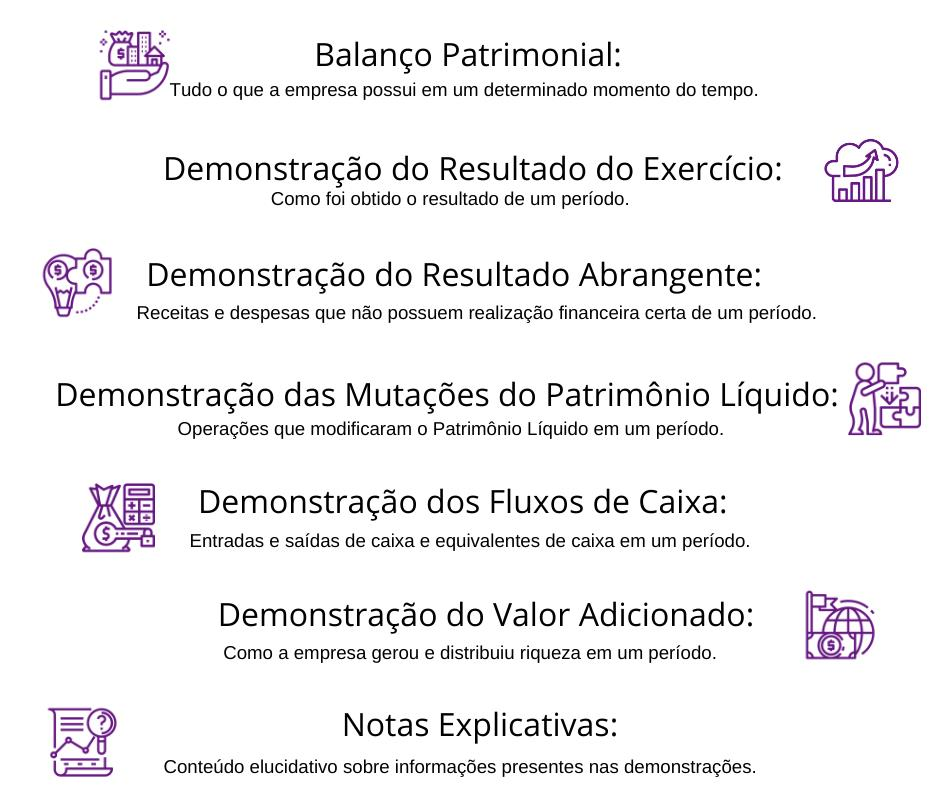 Balanço Patrimonial:
Tudo o que a empresa possui em um determinado momento do tempo.
Demonstração do Resultado do Exercício:
Como foi obtido o resultado de um período.
Demonstração do Resultado Abrangente:
Receitas e despesas que não possuem realização financeira certa de um período.
Demonstração das Mutações do Patrimônio Líquido:
Operações que modificaram o Patrimônio Líquido em um período.
Demonstração dos Fluxos de Caixa:
Entradas e saídas de caixa e equivalentes de caixa em um período.
Demonstração do Valor Adicionado:
Como a empresa gerou e distribuiu riqueza em um período.
Notas Explicativas:
Conteúdo elucidativo sobre informações presentes nas demonstrações.